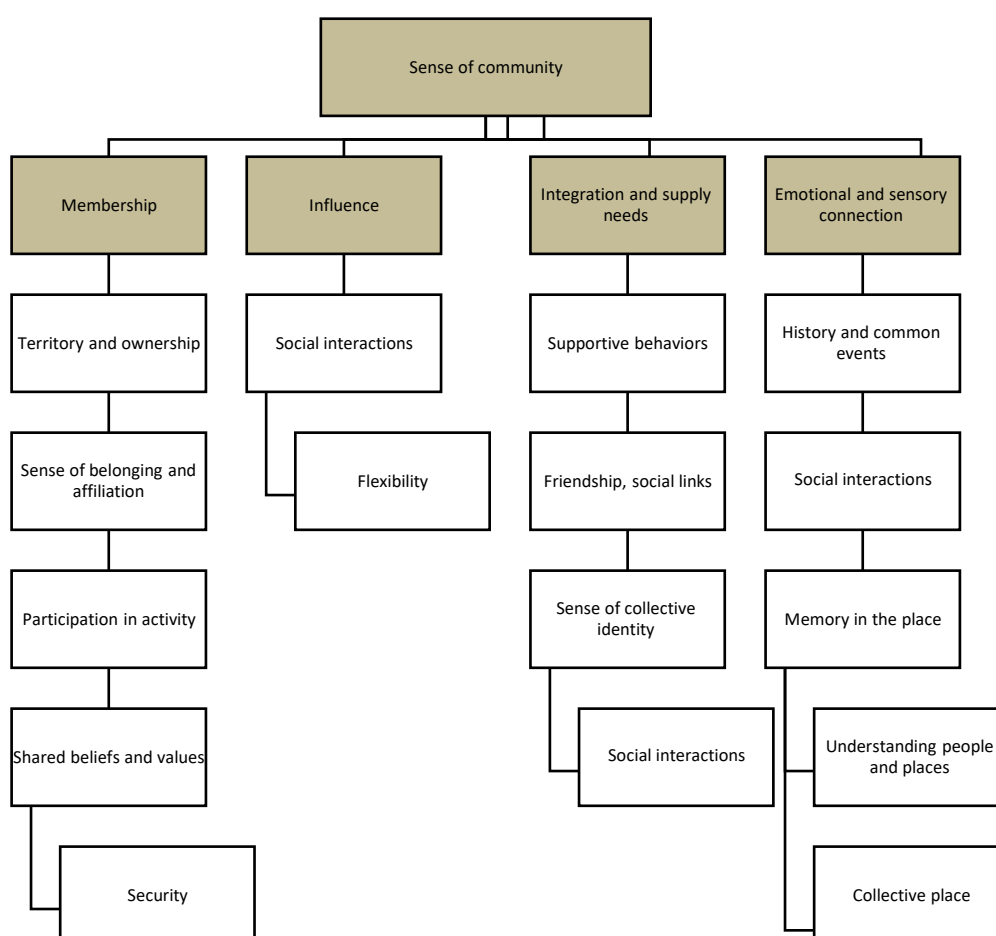 Sense of community
Membership
Influence
Integration and supply
needs
Emotional and sensory
connection
Territory and ownership
Social interactions
Supportive behaviors
History and common
events
Sense of belonging and
affiliation
Flexibility
Friendship, social links
Social interactions
Participation in activity
Sense of collective
identity
Memory in the place
Shared beliefs and values
Social interactions
Understanding people
and places
Security
Collective place